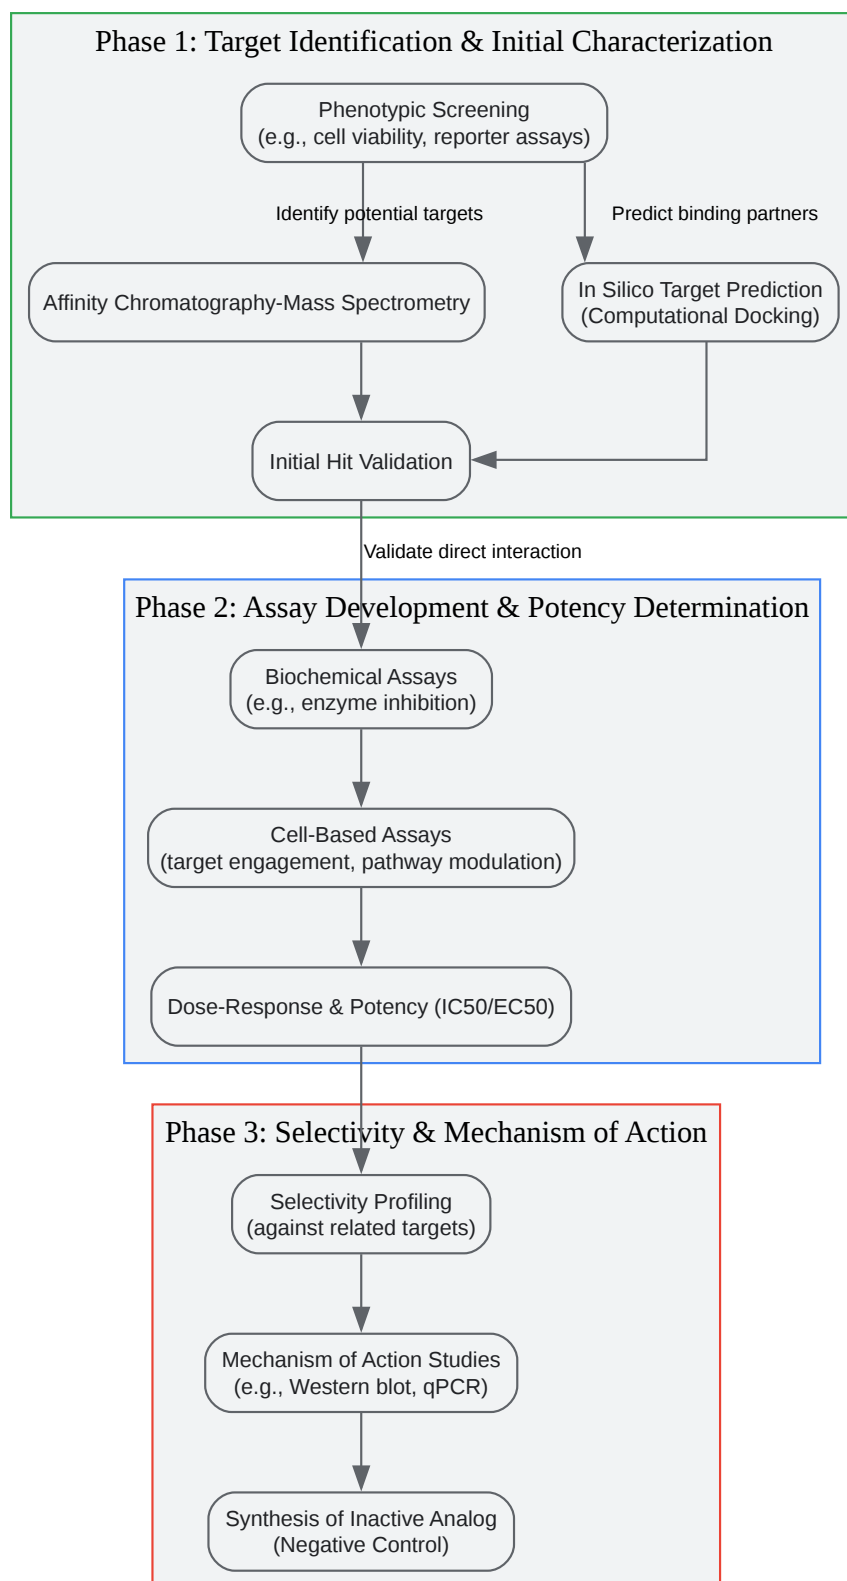 Phase 1: Target Identification & Initial Characterization
Phenotypic Screening
(e.g., cell viability, reporter assays)
Identify potential targets
Predict binding partners
Affinity Chromatography-Mass Spectrometry
In Silico Target Prediction
(Computational Docking)
Initial Hit Validation
Validate direct interaction
Phase 2: Assay Development & Potency Determination
Biochemical Assays
(e.g., enzyme inhibition)
Cell-Based Assays
(target engagement, pathway modulation)
Dose-Response & Potency (IC50/EC50)
Phase 3: Selectivity & Mechanism of Action
Selectivity Profiling
(against related targets)
Mechanism of Action Studies
(e.g., Western blot, qPCR)
Synthesis of Inactive Analog
(Negative Control)